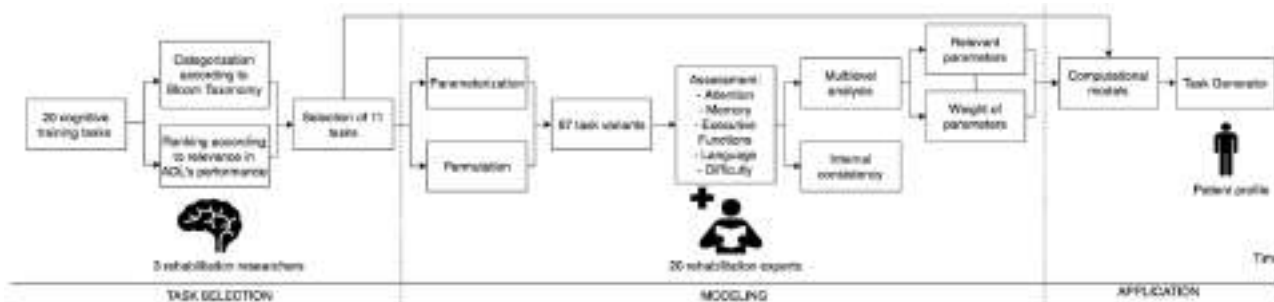 Categorization
according to
Bloom Taxonomy
20 cognitive
training tasks
Ranking according
to relevance in
ADL's performance
3 rehabilitation researchers
Selection of 11
tasks
Parameterization
Permutation
67 task variants
Assessment:
- Attention
- Memory
- Executive
Functions
- Language
- Difficulty
20 rehabilitation experts
Multilevel
analysis
Internal
consistency
Relevant
parameters
Weight of
parameters
Computational
models
Task Generator
Patient profile
Tim
TASK SELECTION
MODELING
APPLICATION